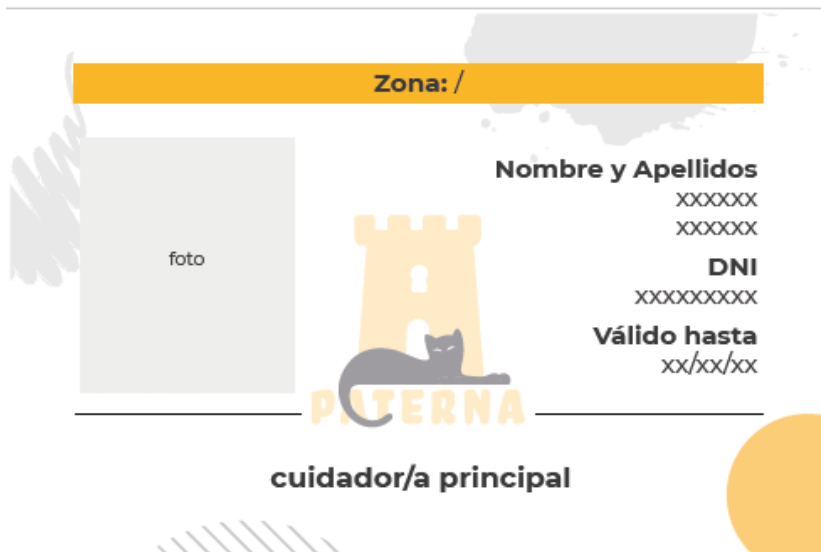 Zona: /
foto
Nombre y Apellidos
xxxxxx
xxxxxx
DNI
xxxxxxxxx
Válido hasta
xx/xx/xx
PATERNA
cuidador/a principal